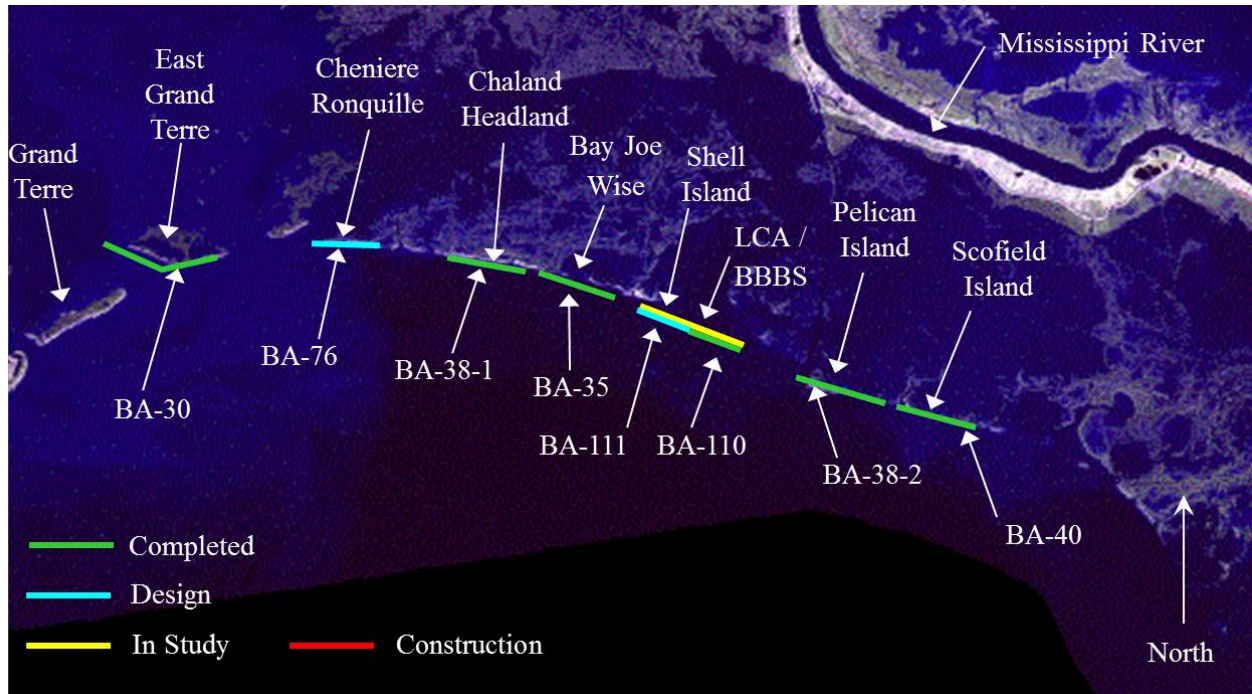 Mississippi River
East
Grand
Terre
Cheniere
Ronquille
Chaland
Headland
Grand
Terre
Bay Joe
Wise
Shell
Island
LCA /
BBBS
Pelican
Island
Scofield
Island
BA-30
BA-76
BA-38-1
BA-35
BA-111
BA-110
BA-38-2
BA-40
Completed
Design
In Study
Construction
North